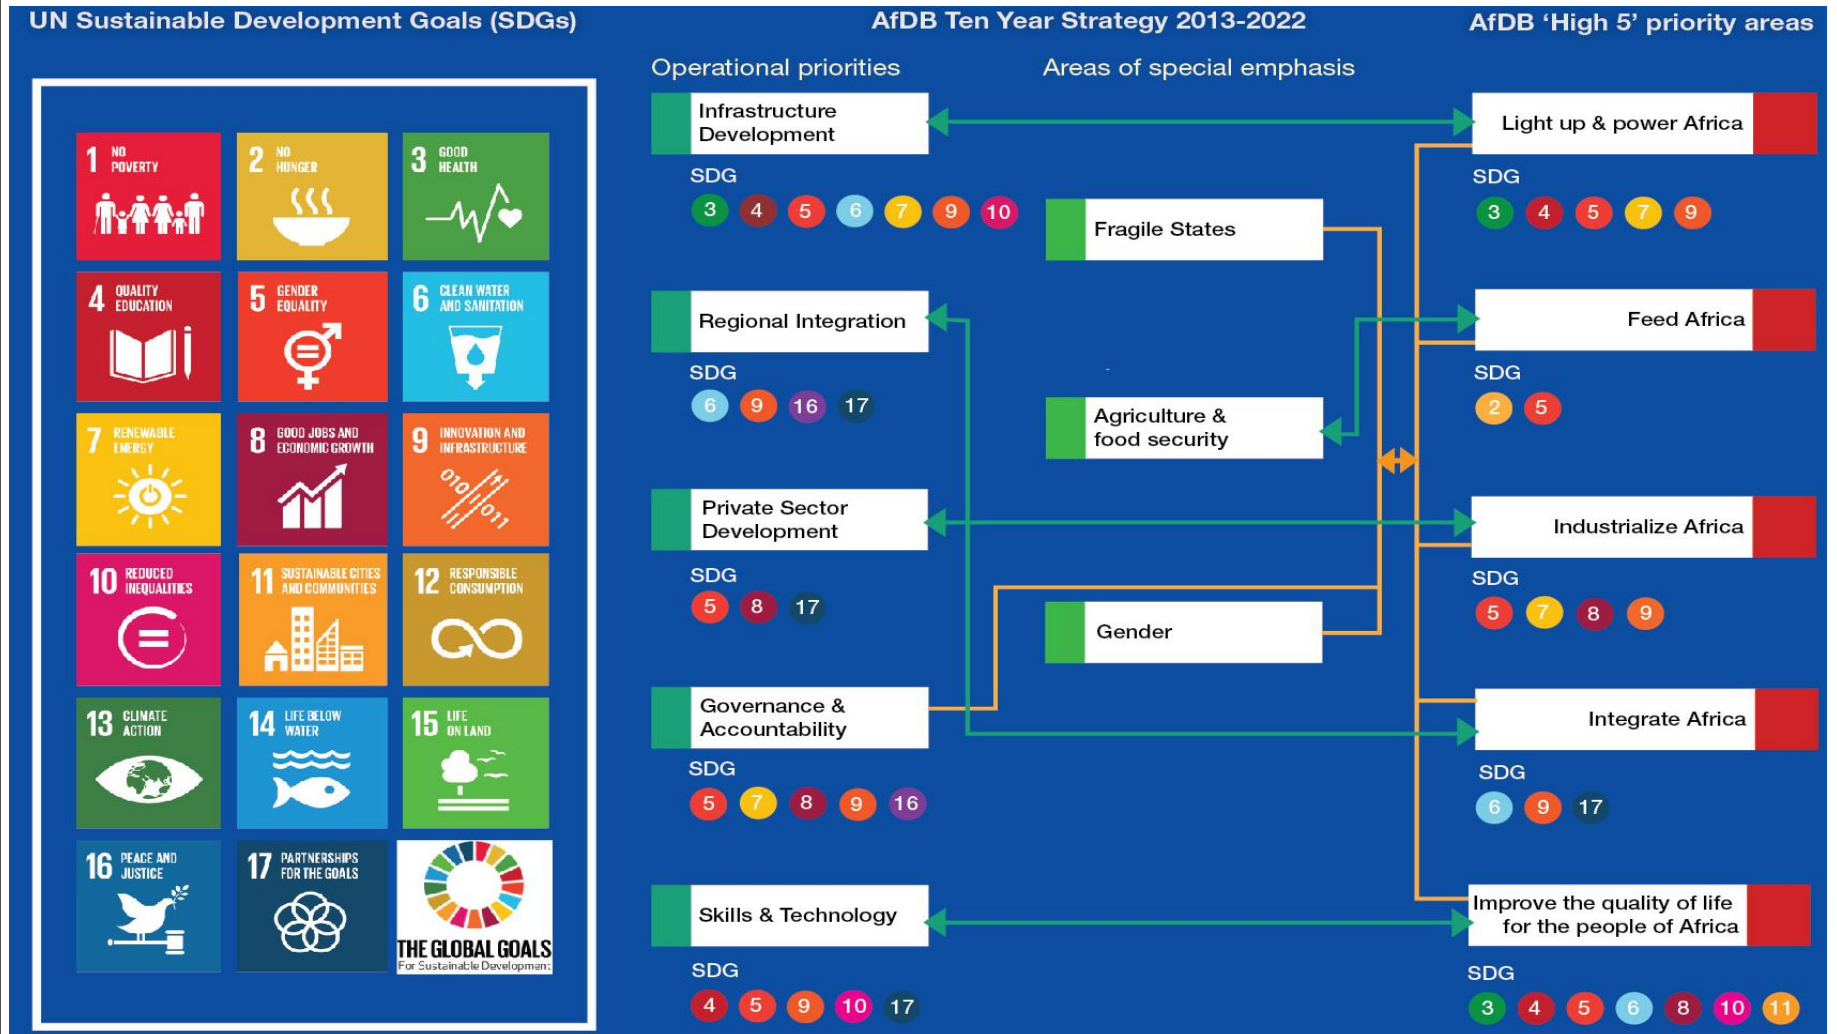 UN Sustainable Development Goals (SDGs)
1 NO
POVERTY
2 NO
HUNGER
3 GOOD
HEALTH
4 QUALITY
EDUCATION
5 GENDER
EQUALITY
6 CLEAN WATER
AND SANITATION
7 RENEWABLE
ENERGY
8 GOOD JOBS AND
ECONOMIC GROWTH
9 INNOVATION AND
INFRASTRUCTURE
010
011
10 REDUCED
INEQUALITIES
11 SUSTAINABLE CITIES
AND COMMUNITIES
12 RESPONSIBLE
CONSUMPTION
13 CLIMATE
ACTION
14 LIFE BELOW
WATER
15 LIFE
ON LAND
16 PEACE AND
JUSTICE
17 PARTNERSHIPS
FOR THE GOALS
THE GLOBAL GOALS
For Sustainable Development
AfDB Ten Year Strategy 2013-2022
Operational priorities
Infrastructure
Development
SDG
3 4 5 6 7 9 10
Regional Integration
SDG
6 9 16 17
Private Sector
Development
SDG
5 8 17
Governance &
Accountability
SDG
5 7 8 9 16
Skills & Technology
SDG
4 5 9 10 17
Areas of special emphasis
Fragile States
Agriculture &
food security
Gender
AfDB ‘High 5’ priority areas
Light up & power Africa
SDG
3 4 5 7 9
Feed Africa
SDG
2 5
Industrialize Africa
SDG
5 7 8 9
Integrate Africa
SDG
6 9 17
Improve the quality of life
for the people of Africa
SDG
3 4 5 6 8 10 11